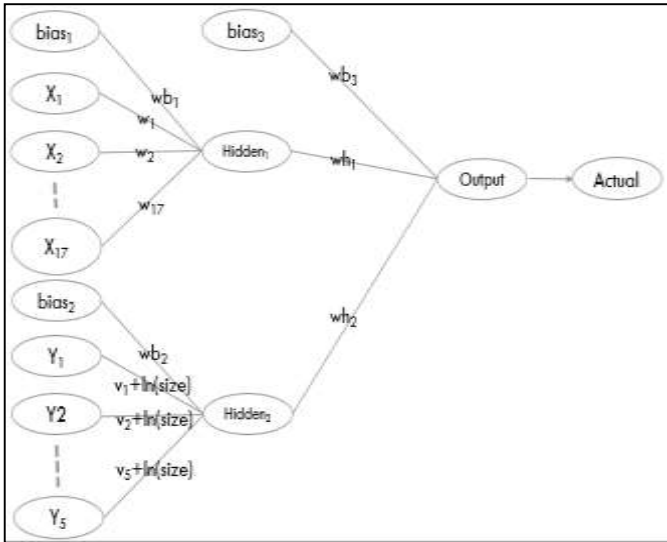 bias₁
bias₃
X₁
wb₁
wb₃
w₁
X₂
w₂
Hidden₁
wh₁
Output
Actual
w₁₇
X₁₇
bias₂
wh₂
Y₁
wb₂
v₁+ln(size)
Y2
v₂+ln(size)
Hidden₂
v₅+ln(size)
Y₅